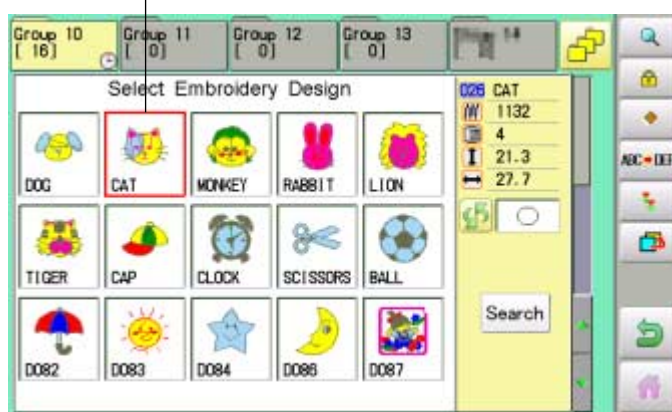 Group 10 Group 11 Group 12 Group 13
[ 16] [ 0] [ 0] [ 0]
Select Embroidery Design
026 CAT
1132
4
21.3
27.7
DOG CAT MONKEY RABBIT LION
TIGER CAP CLOCK SCISSORS BALL
D082 D083 D084 D086 D087
Search
ABC DEF